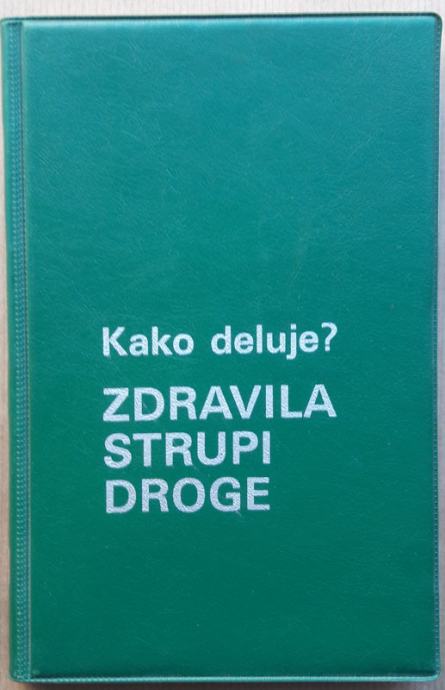 Kako deluje?
ZDRAVILA
STRUPI
DROGE